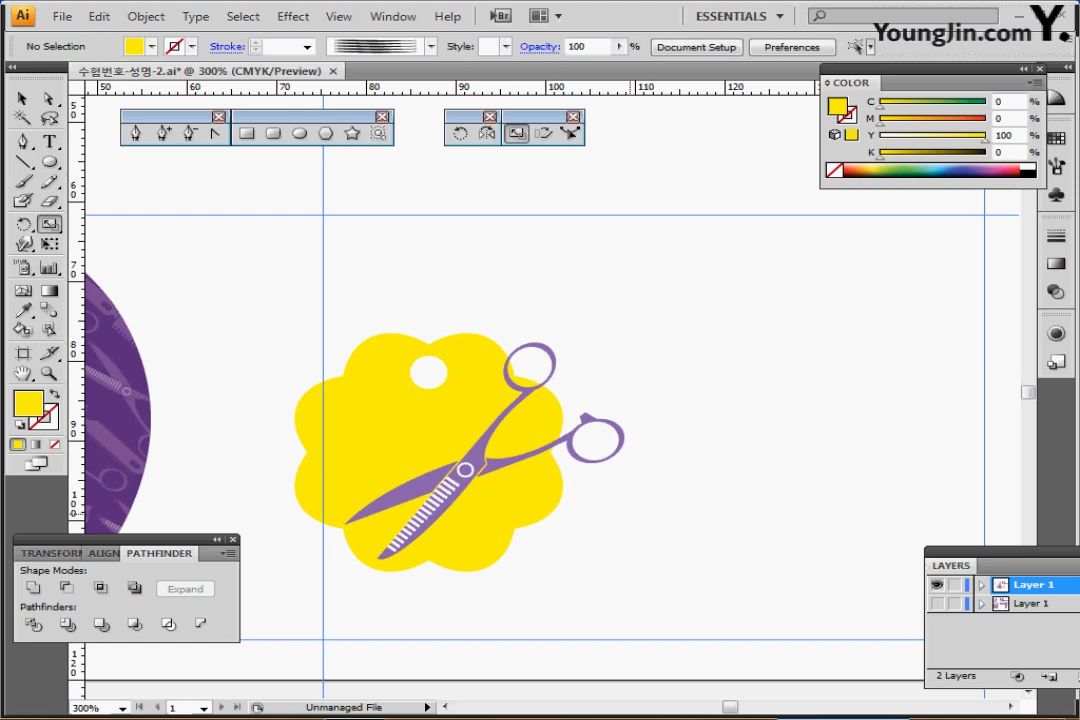 Ai File Edit Object Type Select Effect View Window Help Br ESSENTIALS
YoungJin.com Y.
No Selection Stroke: % Style: Opacity: 100 % Document Setup Preferences
수험번호-성명-2.ai* @ 300% (CMYK/Preview) ×
50 60 70 80 90 100 110 120 130
COLOR
C 0 %
M 0 %
Y 100 %
K 0 %
T
TRANSFORM ALIGN PATHFINDER
Shape Modes:
Expand
Pathfinders:
LAYERS
Layer 1
Layer 1
2 Layers
300% 1 Unmanaged File